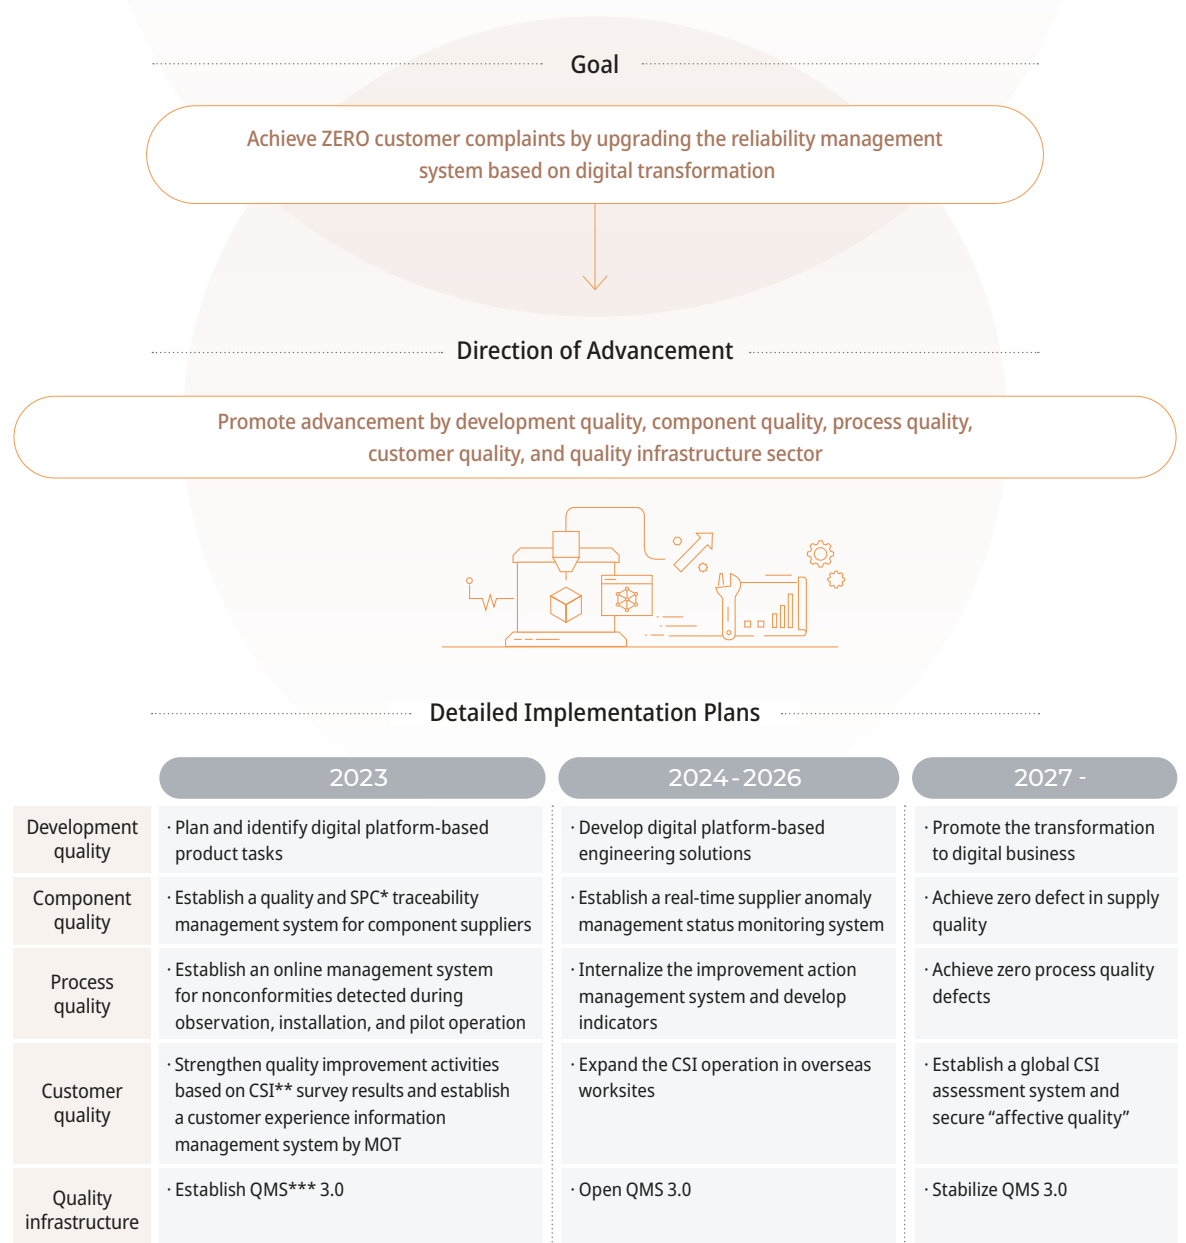 Goal
Achieve ZERO customer complaints by upgrading the reliability management
system based on digital transformation
Direction of Advancement
Promote advancement by development quality, component quality, process quality,
customer quality, and quality infrastructure sector
Detailed Implementation Plans
2023
2024-2026
2027 -
Development
quality
· Plan and identify digital platform-based
product tasks
· Develop digital platform-based
engineering solutions
· Promote the transformation
to digital business
Component
quality
· Establish a quality and SPC* traceability
management system for component suppliers
· Establish a real-time supplier anomaly
management status monitoring system
· Achieve zero defect in supply
quality
Process
quality
· Establish an online management system
for nonconformities detected during
observation, installation, and pilot operation
· Internalize the improvement action
management system and develop
indicators
· Achieve zero process quality
defects
Customer
quality
· Strengthen quality improvement activities
based on CSI** survey results and establish
a customer experience information
management system by MOT
· Expand the CSI operation in overseas
worksites
· Establish a global CSI
assessment system and
secure “affective quality”
Quality
infrastructure
· Establish QMS*** 3.0
· Open QMS 3.0
· Stabilize QMS 3.0